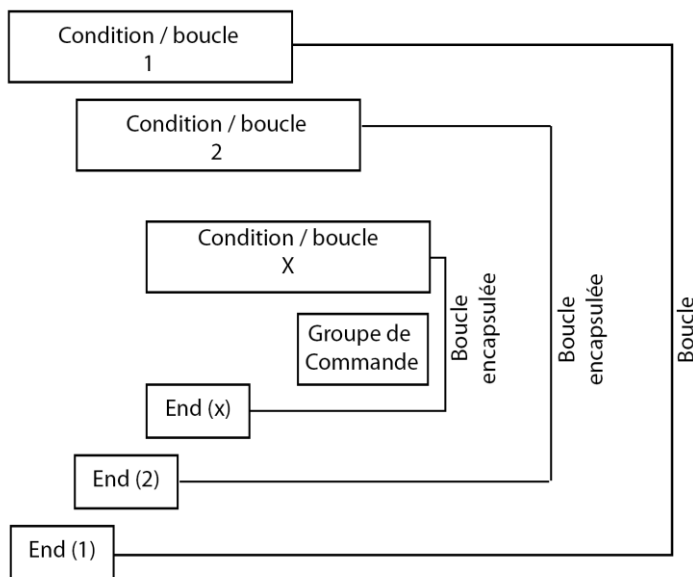 Condition / boucle
1
Condition / boucle
2
Condition / boucle
X
Groupe de
Commande
End (x)
End (2)
End (1)
Boucle
encapsulée
Boucle
encapsulée
Boucle